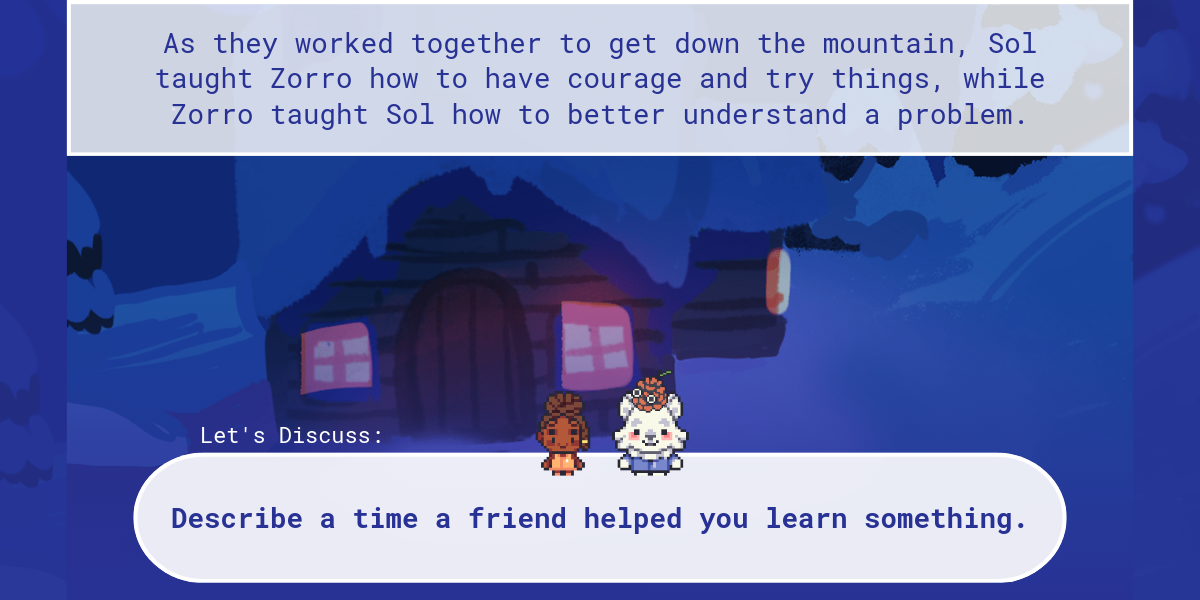 As they worked together to get down the mountain, Sol
taught Zorro how to have courage and try things, while
Zorro taught Sol how to better understand a problem.
Let's Discuss:
Describe a time a friend helped you learn something.